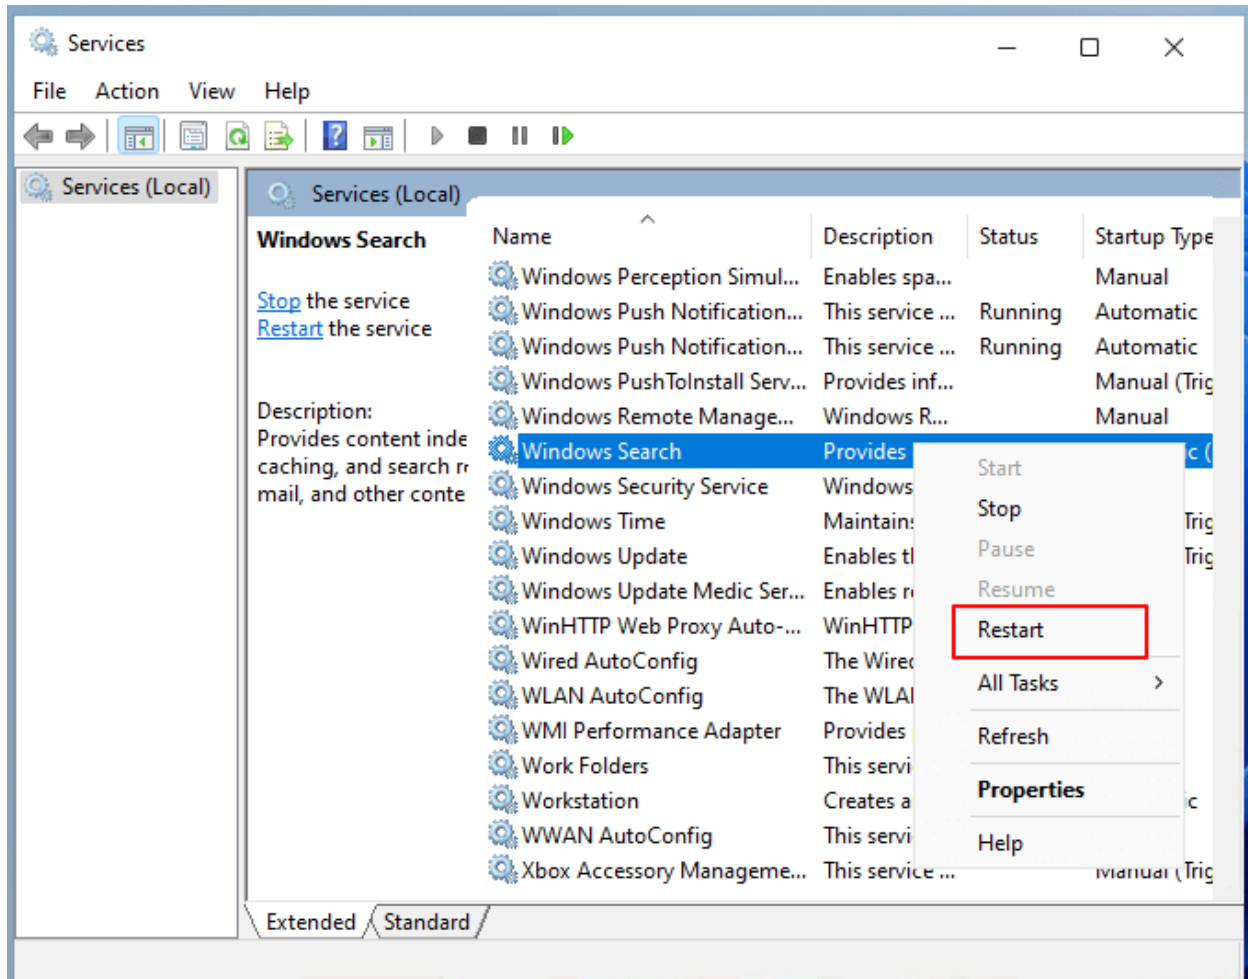 Services
File Action View Help
Services (Local)
Services (Local)
Windows Search
Stop the service
Restart the service
Description:
Provides content inde
caching, and search re
mail, and other conte
Name Description Status Startup Type
Windows Perception Simul... Enables spa... Manual
Windows Push Notification... This service ... Running Automatic
Windows Push Notification... This service ... Running Automatic
Windows PushToInstall Serv... Provides inf... Manual (Trig
Windows Remote Manage... Windows R... Manual
Windows Search Provides c (
Windows Security Service Windows
Windows Time Maintains Trig
Windows Update Enables t Trig
Windows Update Medic Ser... Enables r
WinHTTP Web Proxy Auto-... WinHTTP
Wired AutoConfig The Wired
WLAN AutoConfig The WLA
WMI Performance Adapter Provides
Work Folders This servi
Workstation Creates a c
WWAN AutoConfig This servi
Xbox Accessory Manageme... This service ... Manual (Trig
Start
Stop
Pause
Resume
Restart
All Tasks
Refresh
Properties
Help
Extended Standard